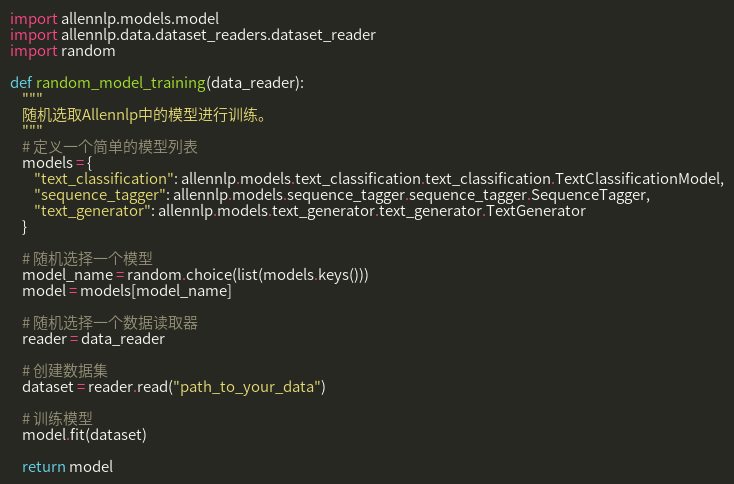 import allennlp.models.model
import allennlp.data.dataset_readers.dataset_reader
import random

def random_model_training(data_reader):
    """
    随机选取Allennlp中的模型进行训练。
    """
    # 定义一个简单的模型列表
    models = {
        "text_classification": allennlp.models.text_classification.text_classification.TextClassificationModel,
        "sequence_tagger": allennlp.models.sequence_tagger.sequence_tagger.SequenceTagger,
        "text_generator": allennlp.models.text_generator.text_generator.TextGenerator
    }

    # 随机选择一个模型
    model_name = random.choice(list(models.keys()))
    model = models[model_name]

    # 随机选择一个数据读取器
    reader = data_reader

    # 创建数据集
    dataset = reader.read("path_to_your_data")

    # 训练模型
    model.fit(dataset)

    return model